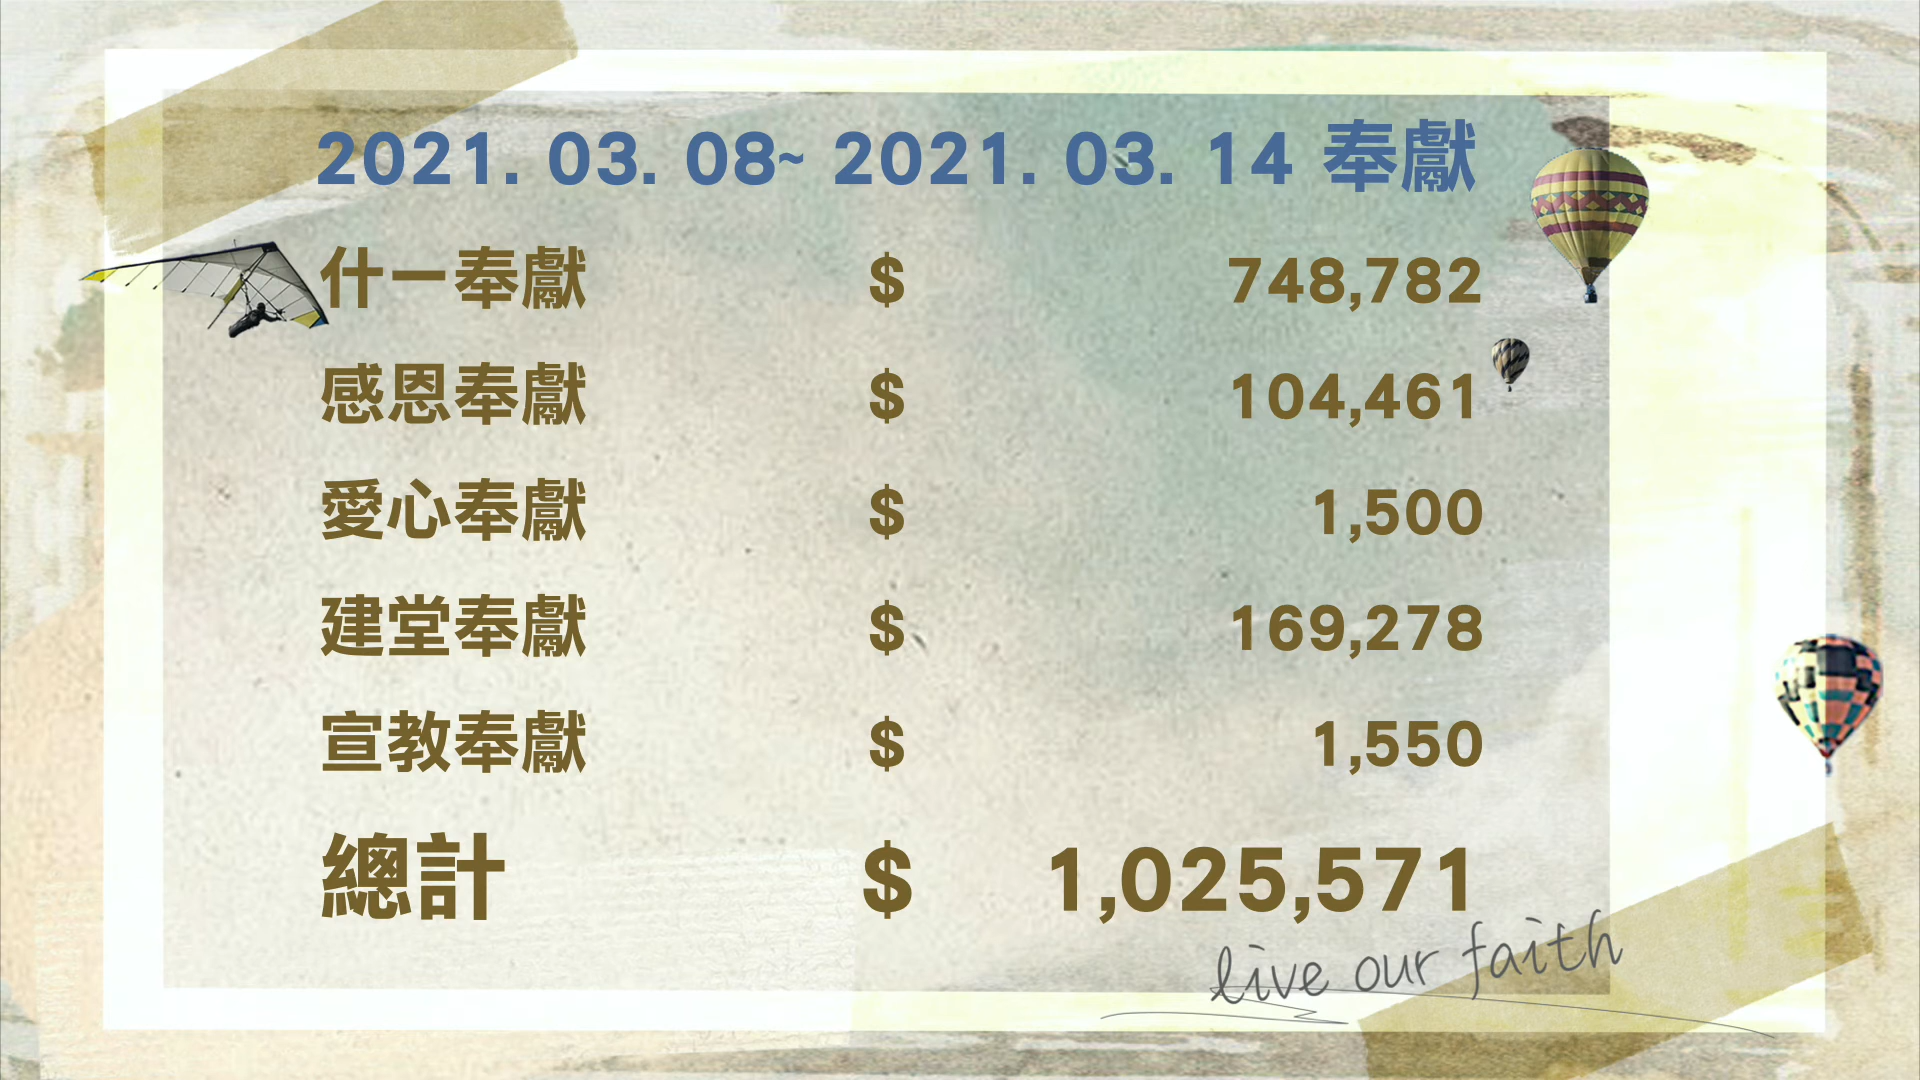 2021. 03. 08~ 2021. 03. 14 奉獻
什一奉獻 $ 748,782
感恩奉獻 $ 104,461
愛心奉獻 $ 1,500
建堂奉獻 $ 169,278
宣教奉獻 $ 1,550
總計 $ 1,025,571
live our faith